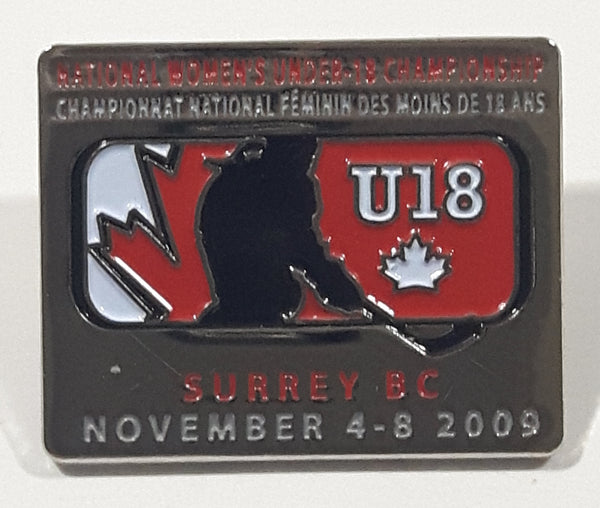 NATIONAL WOMEN'S UNDER-18 CHAMPIONSHIP
CHAMPIONNAT NATIONAL FÉMININ DES MOINS DE 18 ANS
U18
SURREY BC
NOVEMBER 4-8 2009